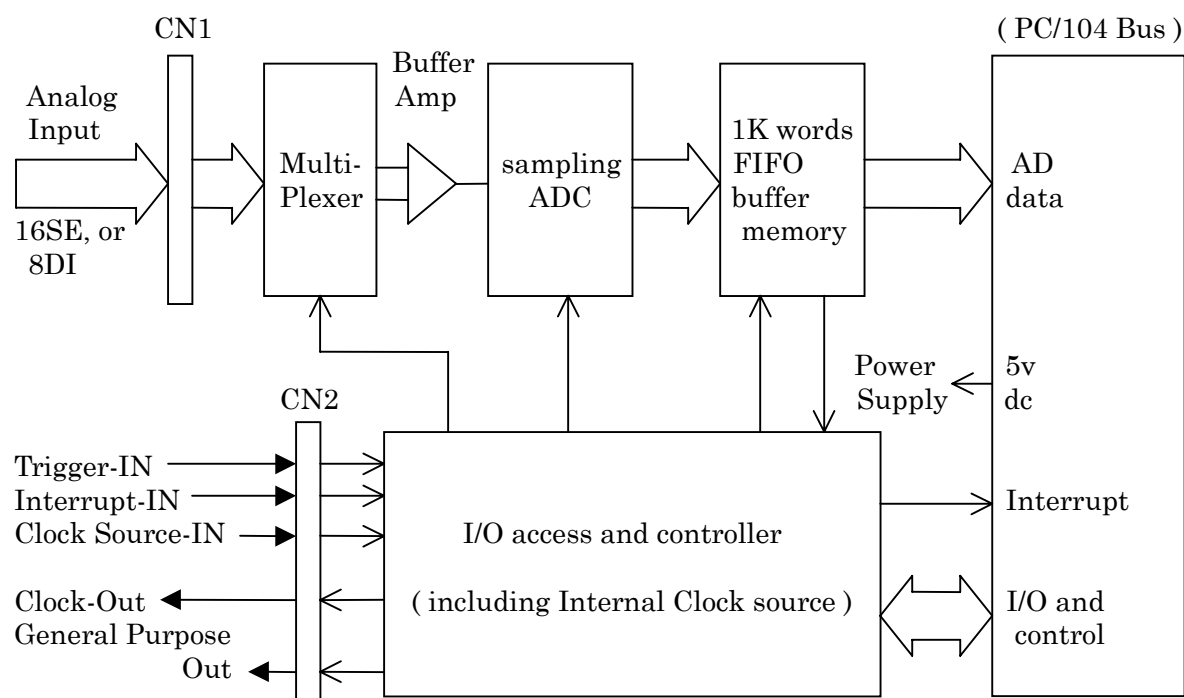 CN1
( PC/104 Bus )
Analog
Input
16SE, or
8DI
Multi-
Plexer
Buffer
Amp
sampling
ADC
1K words
FIFO
buffer
memory
AD
data
Power
Supply
5v
dc
CN2
Trigger-IN
Interrupt-IN
Clock Source-IN
Clock-Out
General Purpose
Out
I/O access and controller
( including Internal Clock source )
Interrupt
I/O and
control